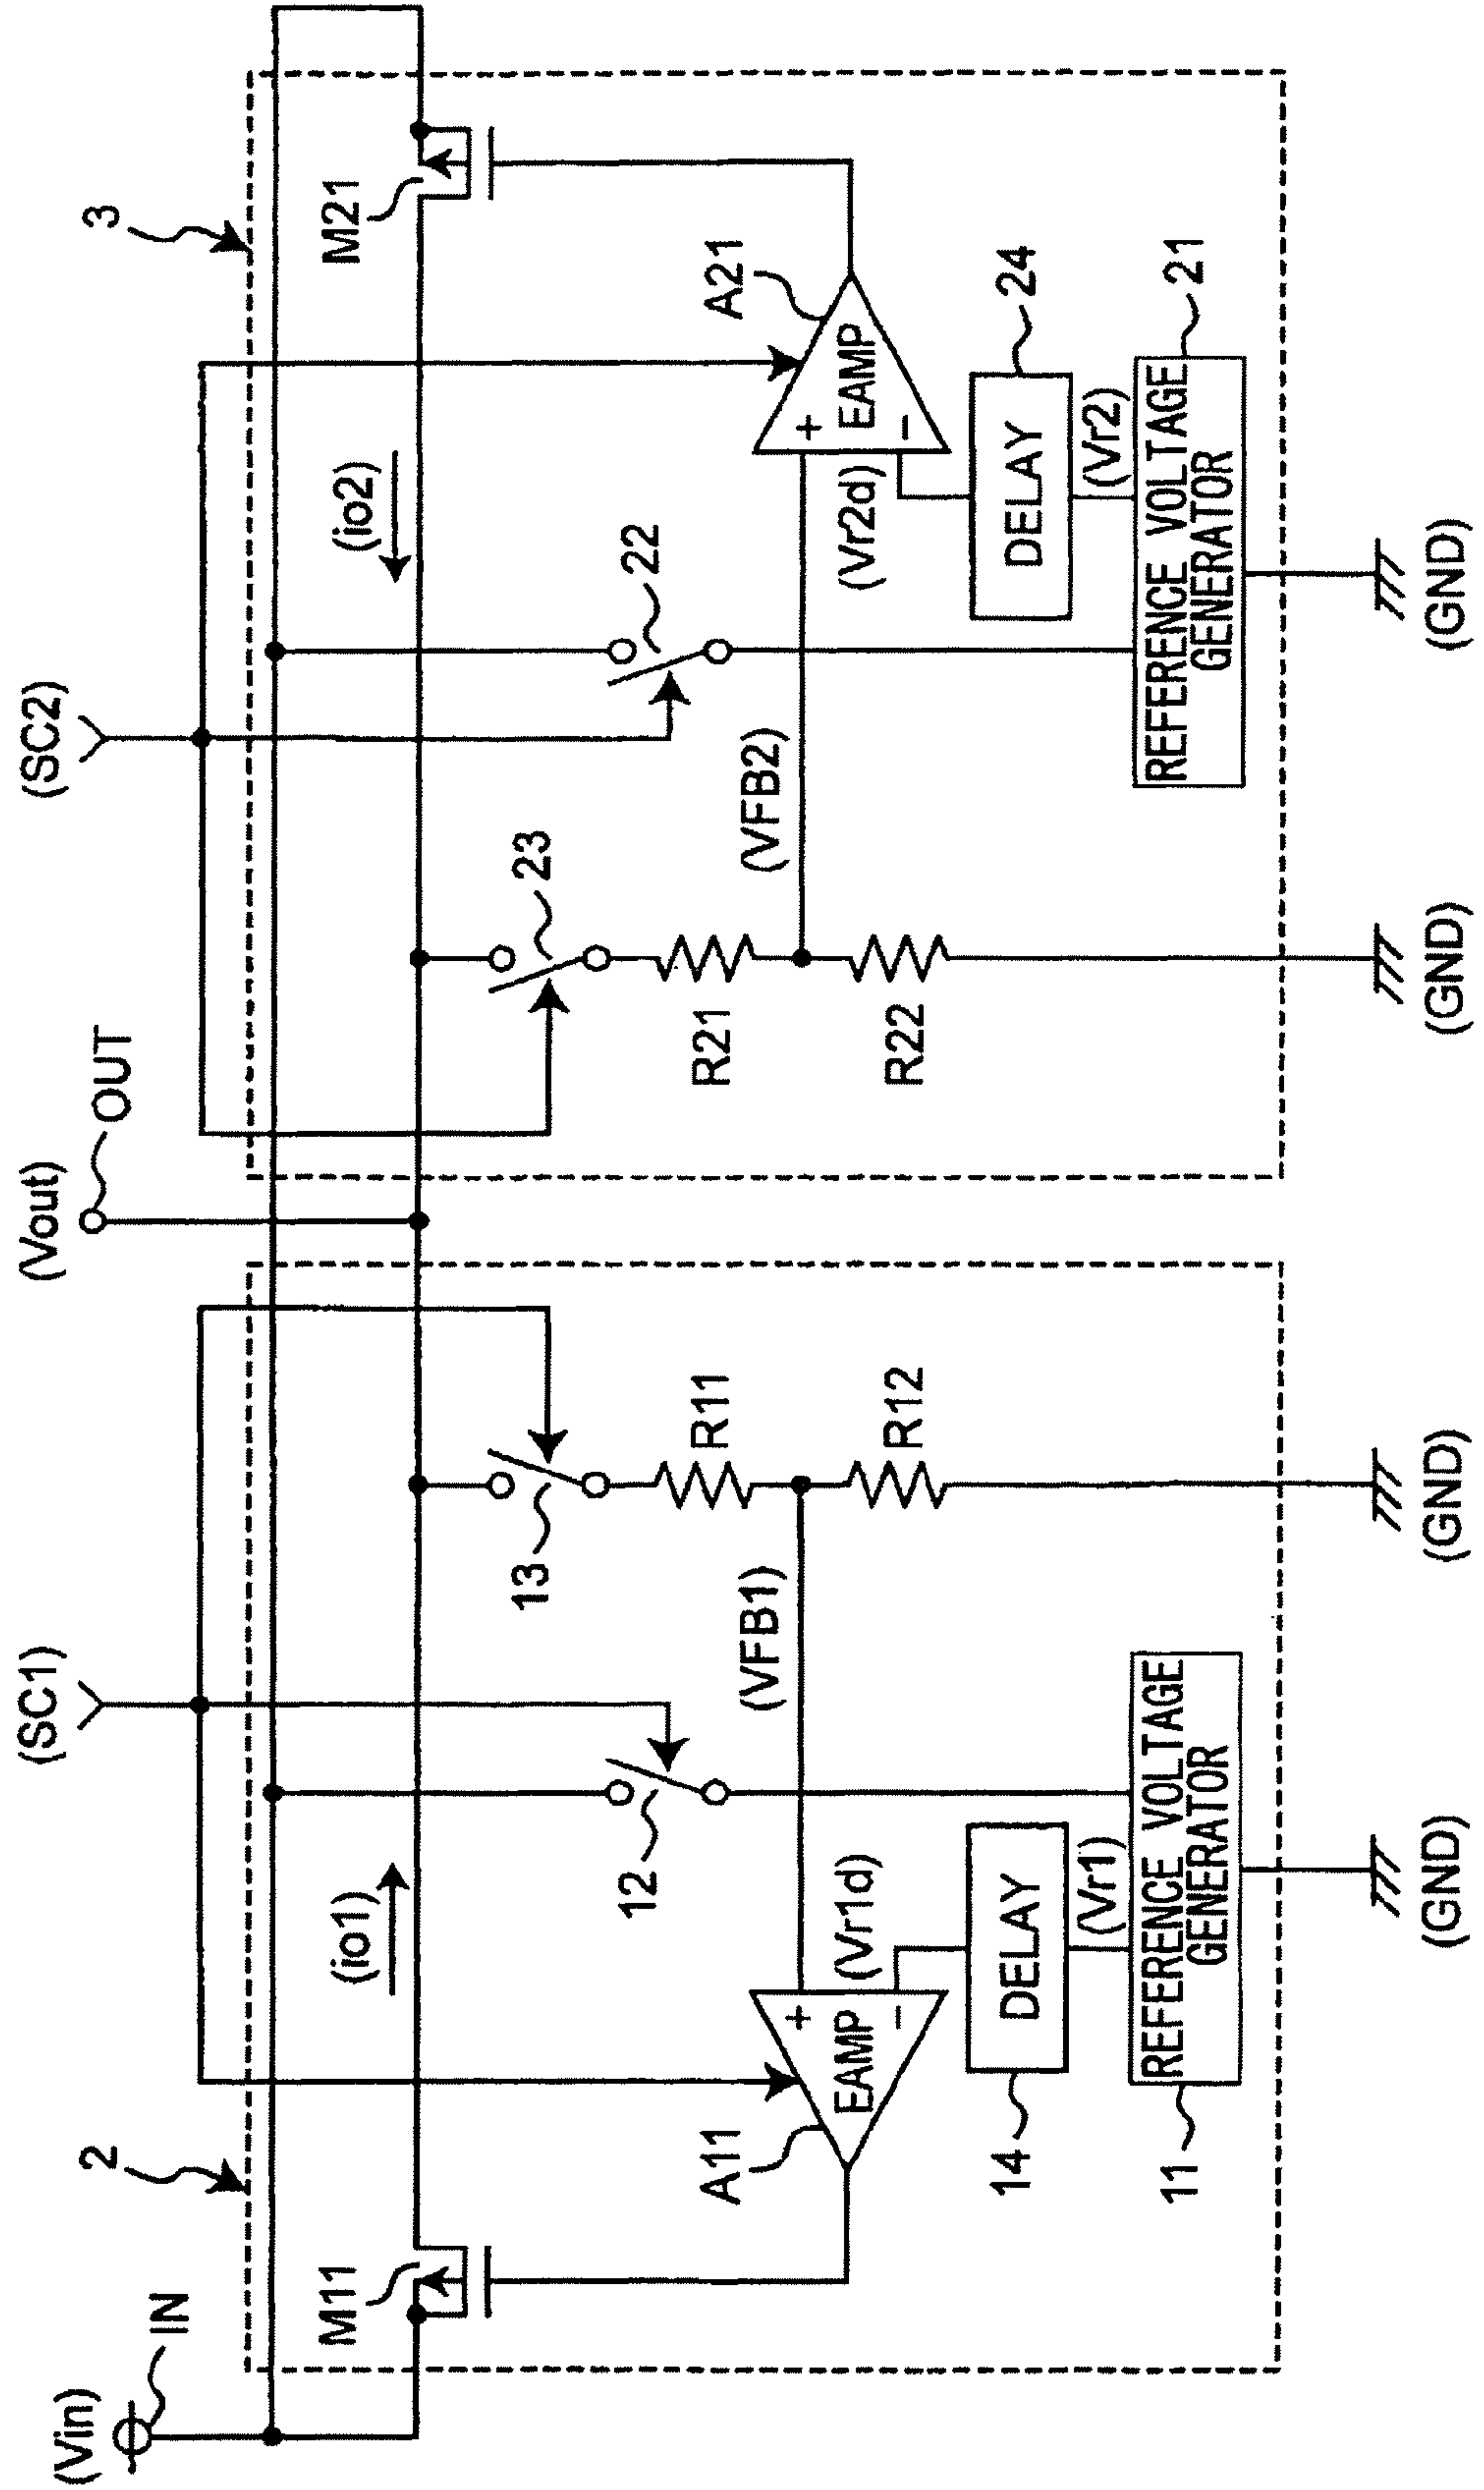 (Vin)
IN
(SC1)
(Vout)
OUT
(SC2)
2
3
M11
(io1)
(io2)
M21
13
23
12
22
R11
R21
A11
EAMP
+
−
(VFB1)
(VFB2)
A21
EAMP
+
−
(Vr1d)
R12
R22
(Vr2d)
14
DELAY
DELAY
24
(Vr1)
(Vr2)
11
REFERENCE VOLTAGE
GENERATOR
REFERENCE VOLTAGE
GENERATOR
21
(GND)
(GND)
(GND)
(GND)